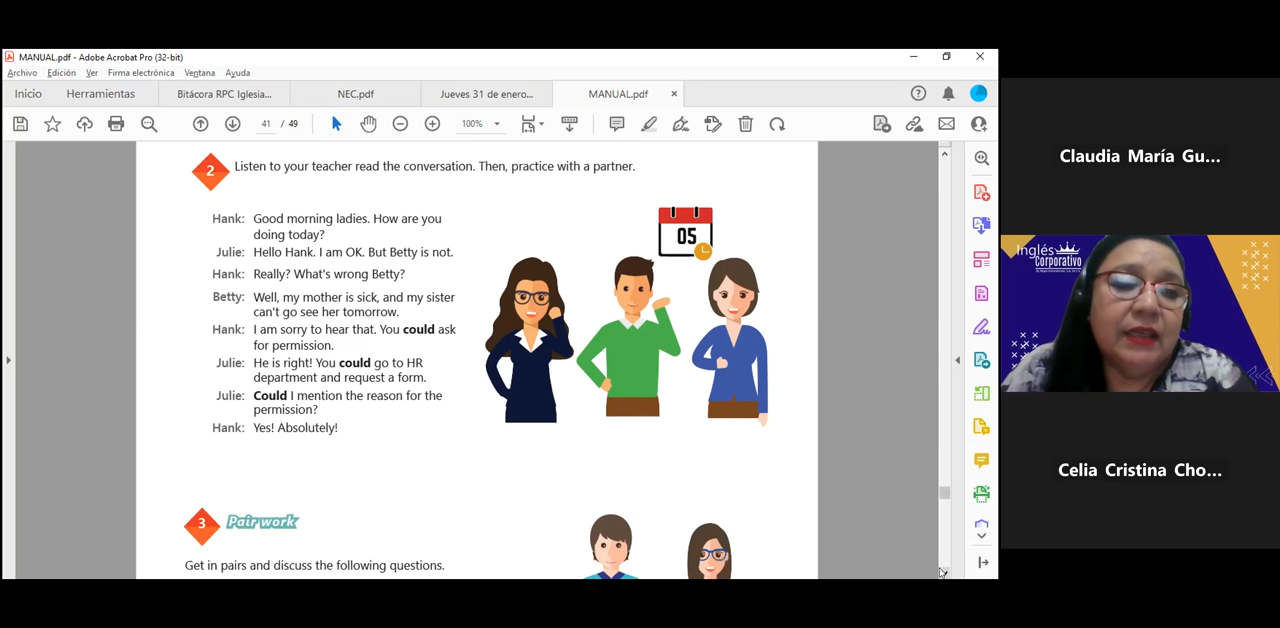 MANUAL.pdf - Adobe Acrobat Pro (32-bit)
Archivo Edición Ver Firma electrónica Ventana Ayuda
Inicio Herramientas Bitácora RPC Iglesia... NEC.pdf Jueves 31 de enero... MANUAL.pdf
41 / 49 100%
2 Listen to your teacher read the conversation. Then, practice with a partner.
Hank: Good morning ladies. How are you
doing today?
Julie: Hello Hank. I am OK. But Betty is not.
Hank: Really? What's wrong Betty?
Betty: Well, my mother is sick, and my sister
can't go see her tomorrow.
Hank: I am sorry to hear that. You could ask
for permission.
Julie: He is right! You could go to HR
department and request a form.
Julie: Could I mention the reason for the
permission?
Hank: Yes! Absolutely!
05
3 Pair work
Get in pairs and discuss the following questions.
Claudia María Gu...
Inglés
Corporativo
Celia Cristina Cho...